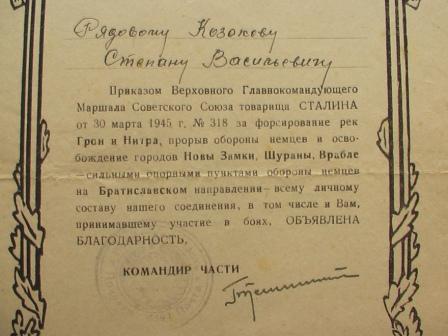 Рядовому Козакову
Степану Васильевичу
Приказом Верховного Главнокомандующего
Маршала Советского Союза товарища СТАЛИНА
от 30 марта 1945 г. № 318 за форсирование рек
Грон и Нитра, прорыв обороны немцев и осво-
бождение городов Новы Замки, Шураны, Врабле
—сильными опорными пунктами обороны немцев
на Братиславском направлении—всему личному
составу нашего соединения, в том числе и Вам,
принимавшему участие в боях, ОБЪЯВЛЕНА
БЛАГОДАРНОСТЬ.
КОМАНДИР ЧАСТИ